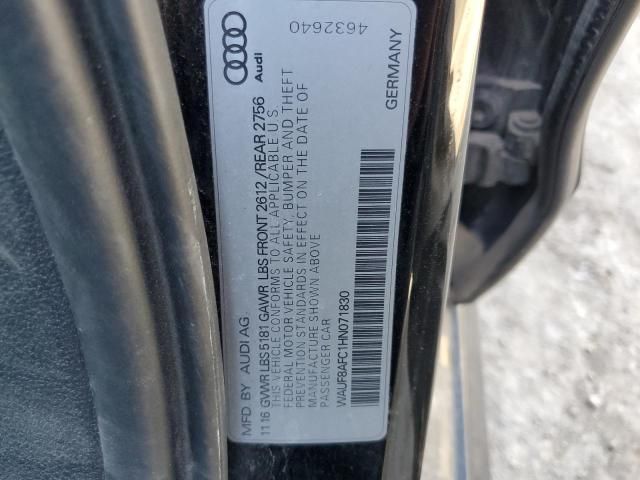 MFD BY AUDI AG
11 16 GVWR LBS 5181 GAWR LBS FRONT 2612 / REAR 2756
THIS VEHICLE CONFORMS TO ALL APPLICABLE U.S.
FEDERAL MOTOR VEHICLE SAFETY, BUMPER AND THEFT
PREVENTION STANDARDS IN EFFECT ON THE DATE OF
MANUFACTURE SHOWN ABOVE
PASSENGER CAR
WAUF8AFC1HN071830
GERMANY
Audi
4632640